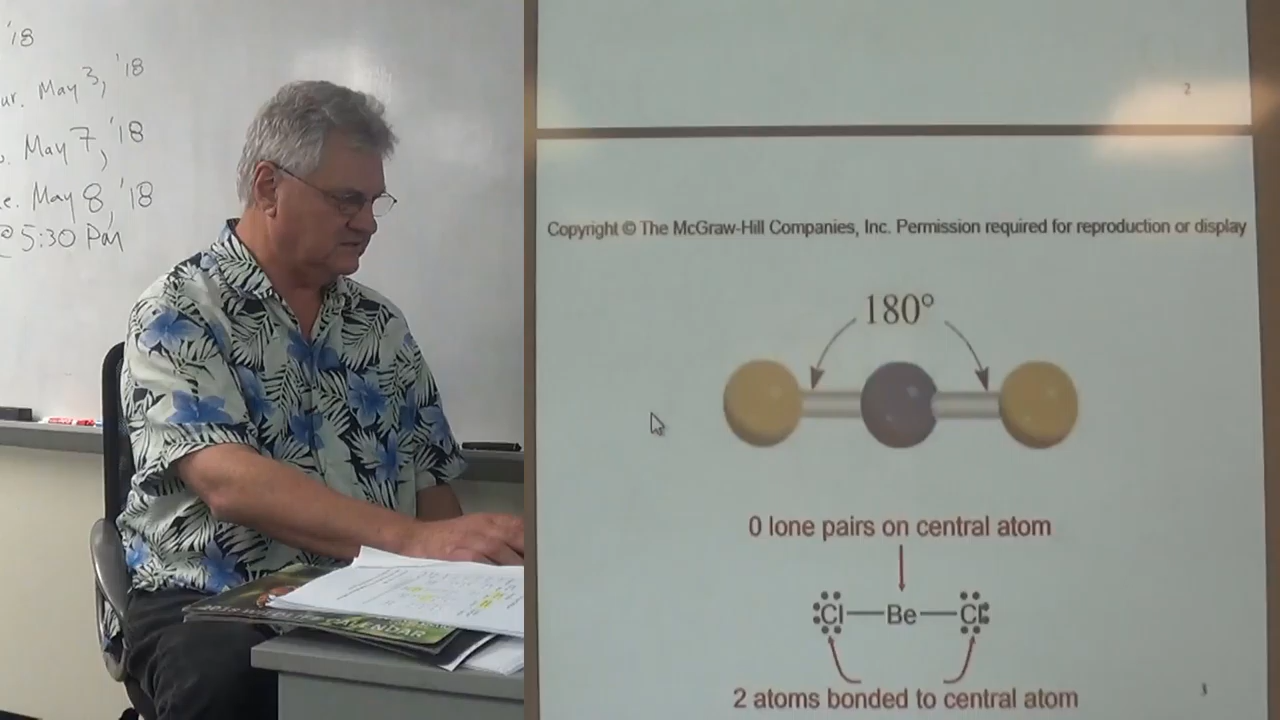 '18
May 3, '18
May 7, '18
May 8, '18
@ 5:30 PM
2
Copyright © The McGraw-Hill Companies, Inc. Permission required for reproduction or display
180°
0 lone pairs on central atom
Cl—Be—Cl
2 atoms bonded to central atom
3
WILDLIFE CALENDAR